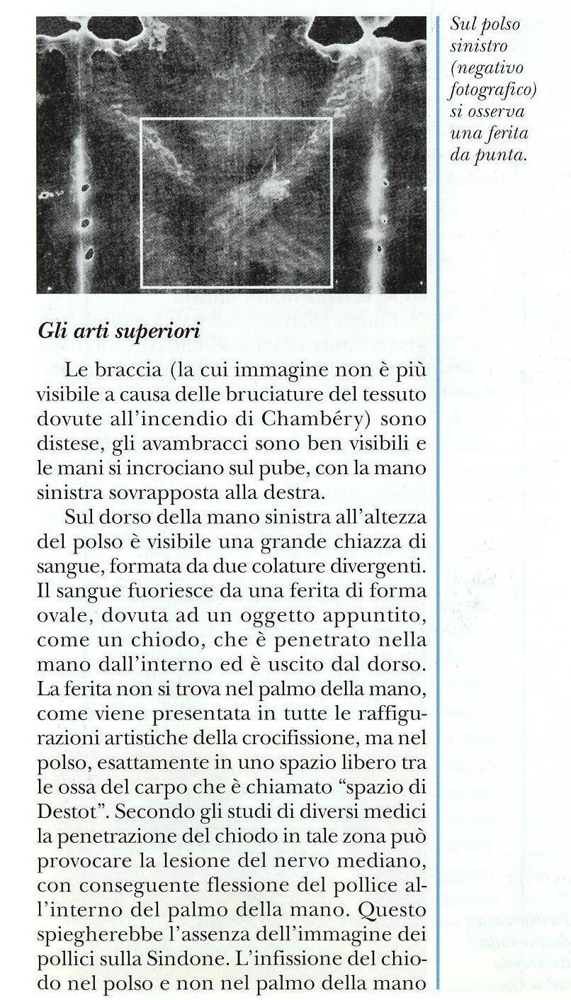 Sul polso
sinistro
(negativo
fotografico)
si osserva
una ferita
da punta.
Gli arti superiori
Le braccia (la cui immagine non è più
visibile a causa delle bruciature del tessuto
dovute all'incendio di Chambéry) sono
distese, gli avambracci sono ben visibili e
le mani si incrociano sul pube, con la mano
sinistra sovrapposta alla destra.
Sul dorso della mano sinistra all'altezza
del polso è visibile una grande chiazza di
sangue, formata da due colature divergenti.
Il sangue fuoriesce da una ferita di forma
ovale, dovuta ad un oggetto appuntito,
come un chiodo, che è penetrato nella
mano dall'interno ed è uscito dal dorso.
La ferita non si trova nel palmo della mano,
come viene presentata in tutte le raffigu-
razioni artistiche della crocifissione, ma nel
polso, esattamente in uno spazio libero tra
le ossa del carpo che è chiamato “spazio di
Destot”. Secondo gli studi di diversi medici
la penetrazione del chiodo in tale zona può
provocare la lesione del nervo mediano,
con conseguente flessione del pollice al-
l'interno del palmo della mano. Questo
spiegherebbe l'assenza dell'immagine dei
pollici sulla Sindone. L'infissione del chio-
do nel polso e non nel palmo della mano